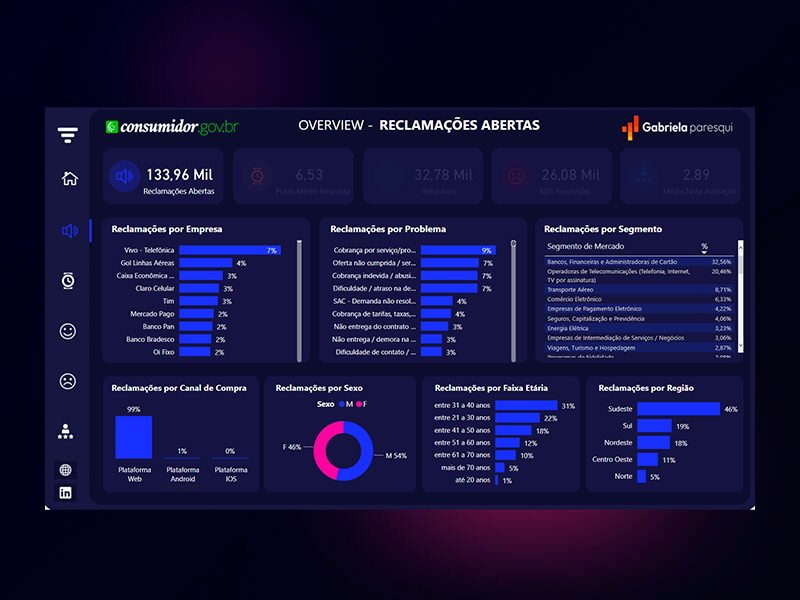 consumidor.gov.br
OVERVIEW - RECLAMAÇÕES ABERTAS
Gabriela paresqui
133,96 Mil
Reclamações Abertas
6,53
Prazo Médio Resposta
32,78 Mil
Resolvidas
26,08 Mil
Não Resolvidas
2,89
Média Nota Avaliação
Reclamações por Empresa
Vivo - Telefônica 7%
Gol Linhas Aéreas 4%
Caixa Econômica ... 3%
Claro Celular 3%
Tim 3%
Mercado Pago 2%
Banco Pan 2%
Banco Bradesco 2%
Oi Fixo 2%
Reclamações por Problema
Cobrança por serviço/pro... 9%
Oferta não cumprida / ser... 7%
Cobrança indevida / abusi... 7%
Dificuldade / atraso na de... 7%
SAC - Demanda não resol... 4%
Cobrança de tarifas, taxas,... 4%
Não entrega do contrato ... 3%
Não entrega / demora na ... 3%
Dificuldade de contato / ... 3%
Reclamações por Segmento
Segmento de Mercado %
Bancos, Financeiras e Administradoras de Cartão 32,56%
Operadoras de Telecomunicações (Telefonia, Internet, 20,46%
TV por assinatura)
Transporte Aéreo 8,71%
Comércio Eletrônico 6,33%
Empresas de Pagamento Eletrônico 4,22%
Seguros, Capitalização e Previdência 4,06%
Energia Elétrica 3,23%
Empresas de Intermediação de Serviços / Negócios 3,06%
Viagens, Turismo e Hospedagem 2,87%
Programas de Fidelidade 2,08%
Reclamações por Canal de Compra
99%
1%
0%
Plataforma Web
Plataforma Android
Plataforma IOS
Reclamações por Sexo
Sexo M F
F 46%
M 54%
Reclamações por Faixa Etária
entre 31 a 40 anos 31%
entre 21 a 30 anos 22%
entre 41 a 50 anos 18%
entre 51 a 60 anos 12%
entre 61 a 70 anos 10%
mais de 70 anos 5%
até 20 anos 1%
Reclamações por Região
Sudeste 46%
Sul 19%
Nordeste 18%
Centro Oeste 11%
Norte 5%
in